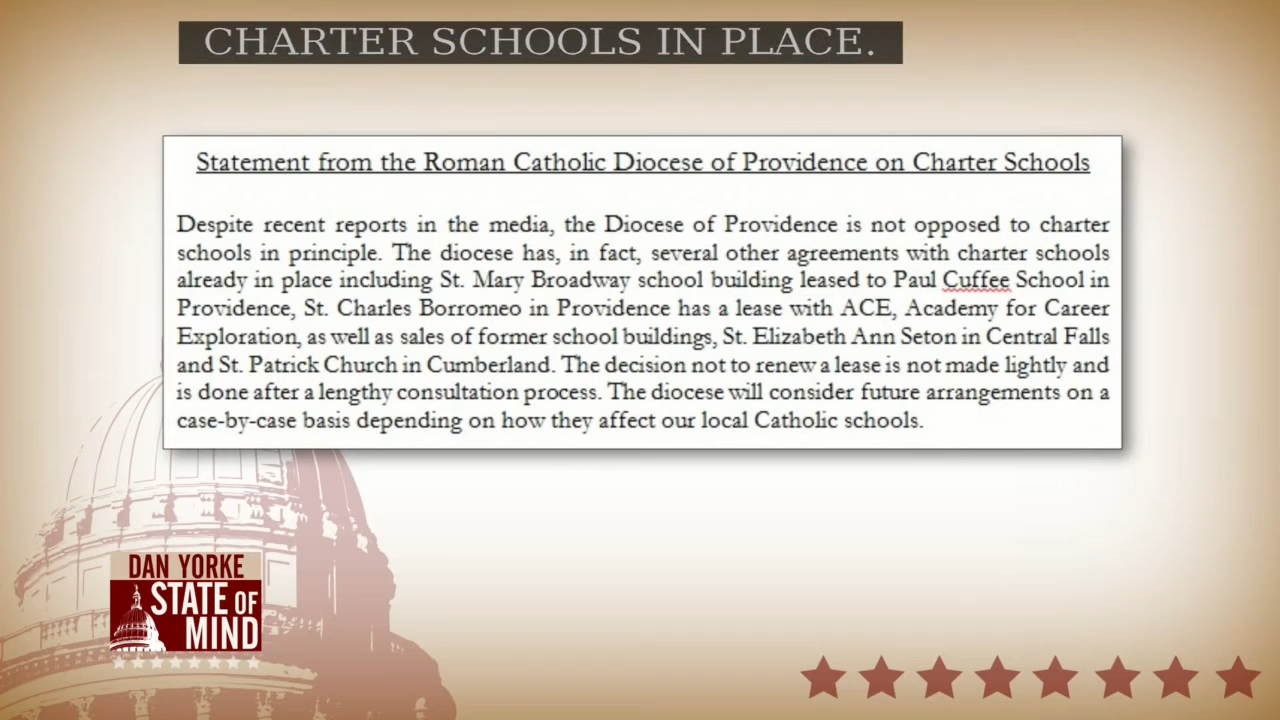 CHARTER SCHOOLS IN PLACE.
Statement from the Roman Catholic Diocese of Providence on Charter Schools
Despite recent reports in the media, the Diocese of Providence is not opposed to charter
schools in principle. The diocese has, in fact, several other agreements with charter schools
already in place including St. Mary Broadway school building leased to Paul Cuffee School in
Providence, St. Charles Borromeo in Providence has a lease with ACE, Academy for Career
Exploration, as well as sales of former school buildings, St. Elizabeth Ann Seton in Central Falls
and St. Patrick Church in Cumberland. The decision not to renew a lease is not made lightly and
is done after a lengthy consultation process. The diocese will consider future arrangements on a
case-by-case basis depending on how they affect our local Catholic schools.
DAN YORKE
STATE OF
MIND